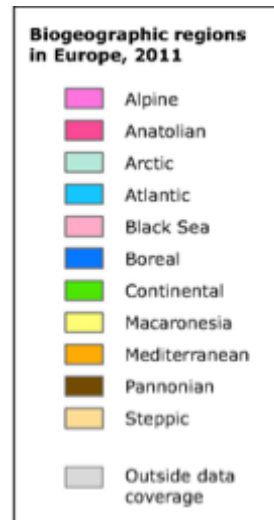 Biogeographic regions
in Europe, 2011
Alpine
Anatolian
Arctic
Atlantic
Black Sea
Boreal
Continental
Macaronesia
Mediterranean
Pannonian
Steppic
Outside data
coverage